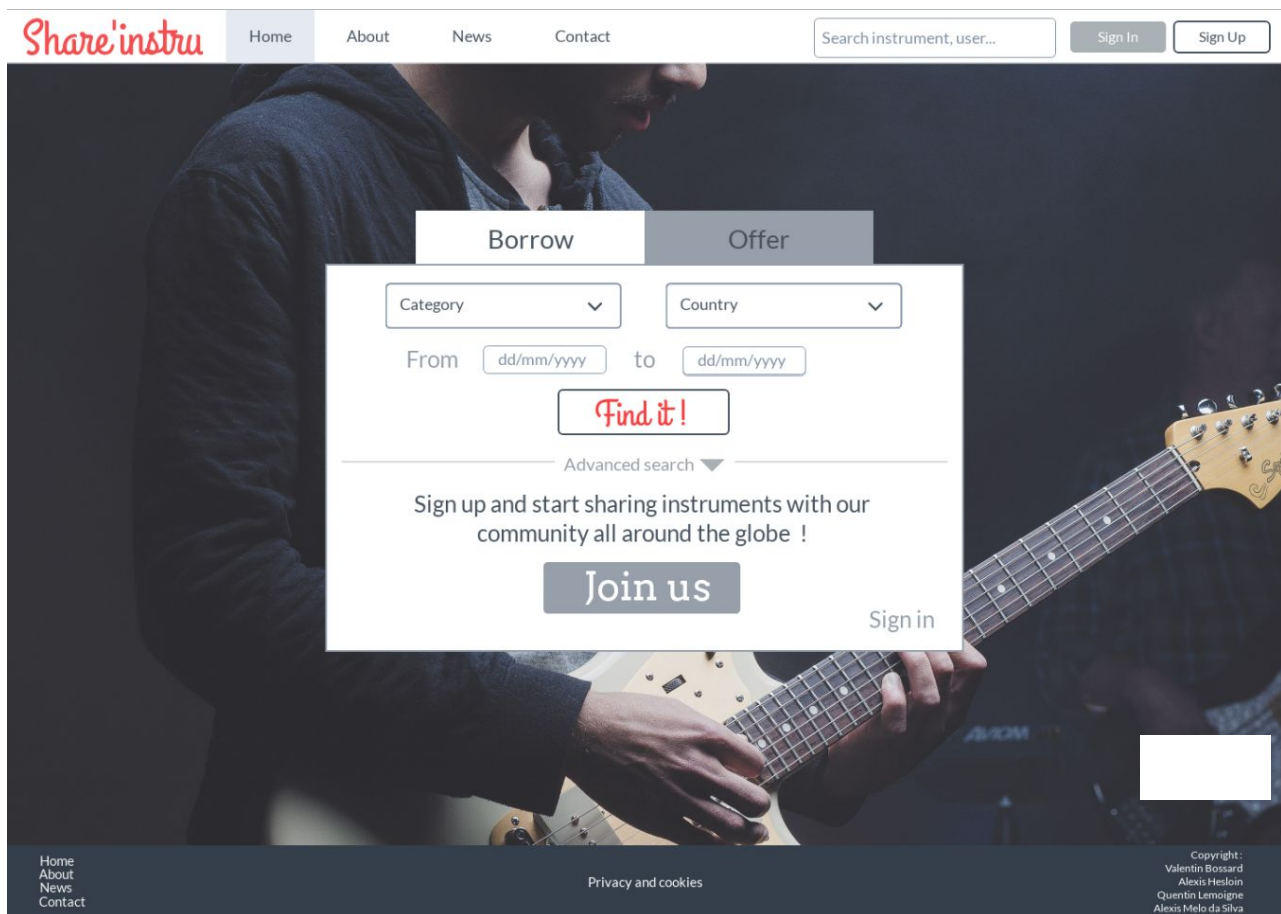 Share'instru
Home
About
News
Contact
Search instrument, user...
Sign In
Sign Up
Borrow
Offer
Category
Country
From
dd/mm/yyyy
to
dd/mm/yyyy
Find it !
Advanced search
Sign up and start sharing instruments with our
community all around the globe !
Join us
Sign in
AVIOM
Home
About
News
Contact
Privacy and cookies
Copyright :
Valentin Bossard
Alexis Hesloin
Quentin Lemoigne
Alexis Melo da Silva